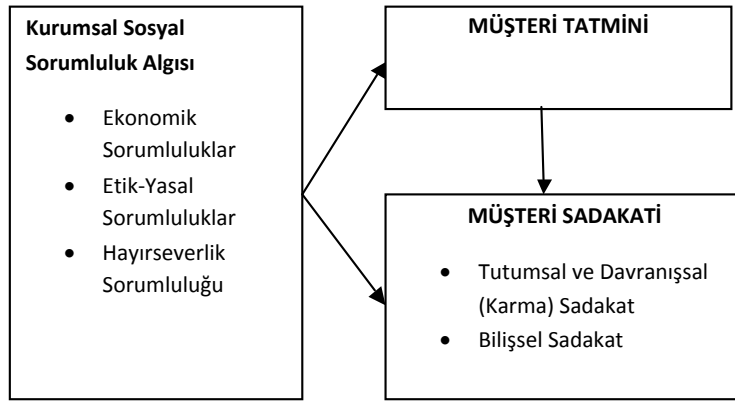 Kurumsal Sosyal
Sorumluluk Algısı
• Ekonomik
Sorumluluklar
• Etik-Yasal
Sorumluluklar
• Hayırseverlik
Sorumluluğu
MÜŞTERİ TATMİNİ
MÜŞTERİ SADAKATİ
• Tutumsal ve Davranışsal
(Karma) Sadakat
• Bilişsel Sadakat